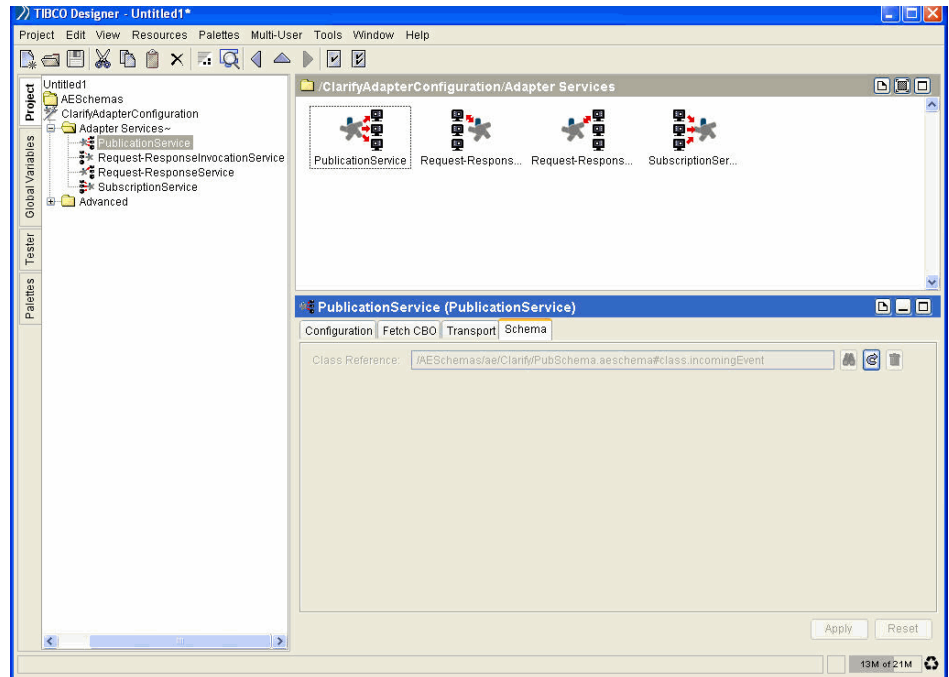 TIBCO Designer - Untitled1*
Project Edit View Resources Palettes Multi-User Tools Window Help
Project
Global Variables
Tester
Palettes
Untitled1
AESchemas
ClarifyAdapterConfiguration
Adapter Services~
PublicationService
Request-ResponseInvocationService
Request-ResponseService
SubscriptionService
Advanced
/ClarifyAdapterConfiguration/Adapter Services
PublicationService Request-Respons... Request-Respons... SubscriptionSer...
PublicationService (PublicationService)
Configuration Fetch CBO Transport Schema
Class Reference: /AESchemas/ae/Clarify/PubSchema.aeschema#class.incomingEvent
Apply Reset
13M of 21M